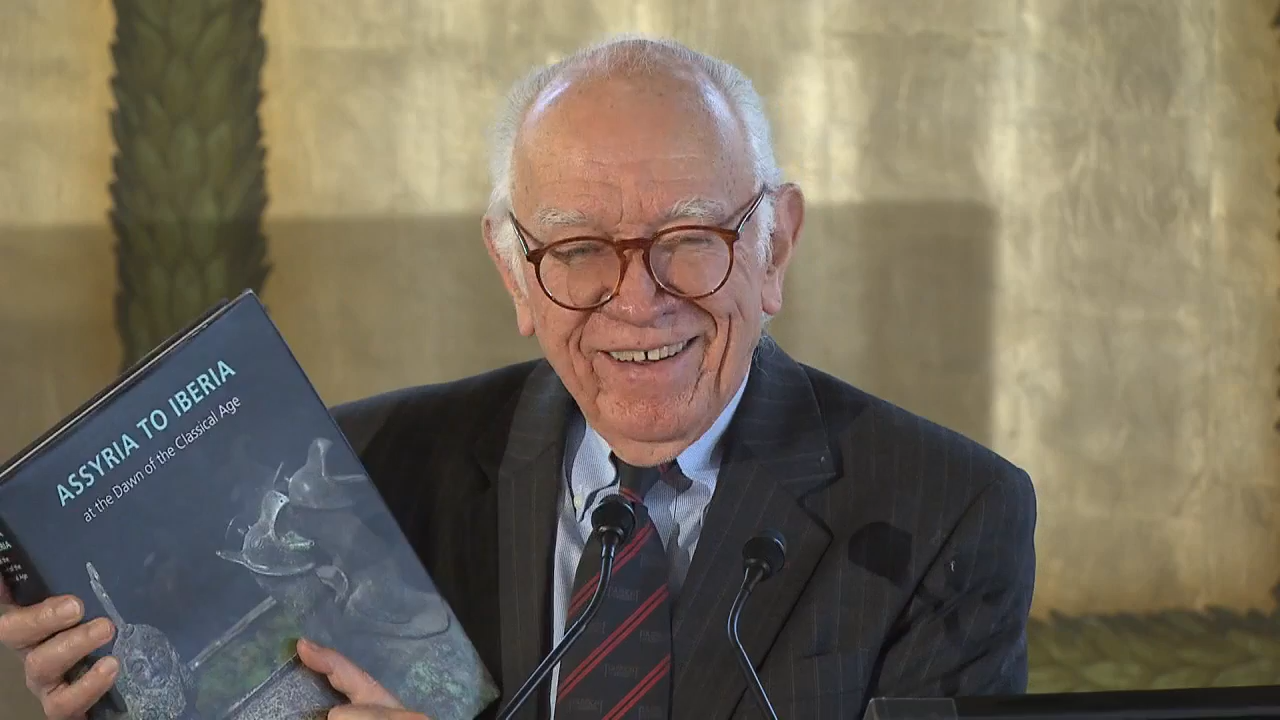 ASSYRIA TO IBERIA
at the Dawn of the Classical Age